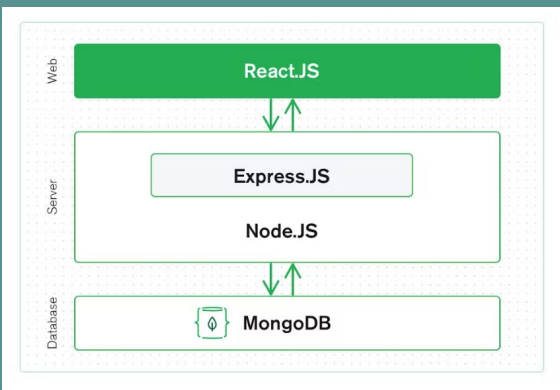 Web
React.JS
Server
Express.JS
Node.JS
Database
MongoDB